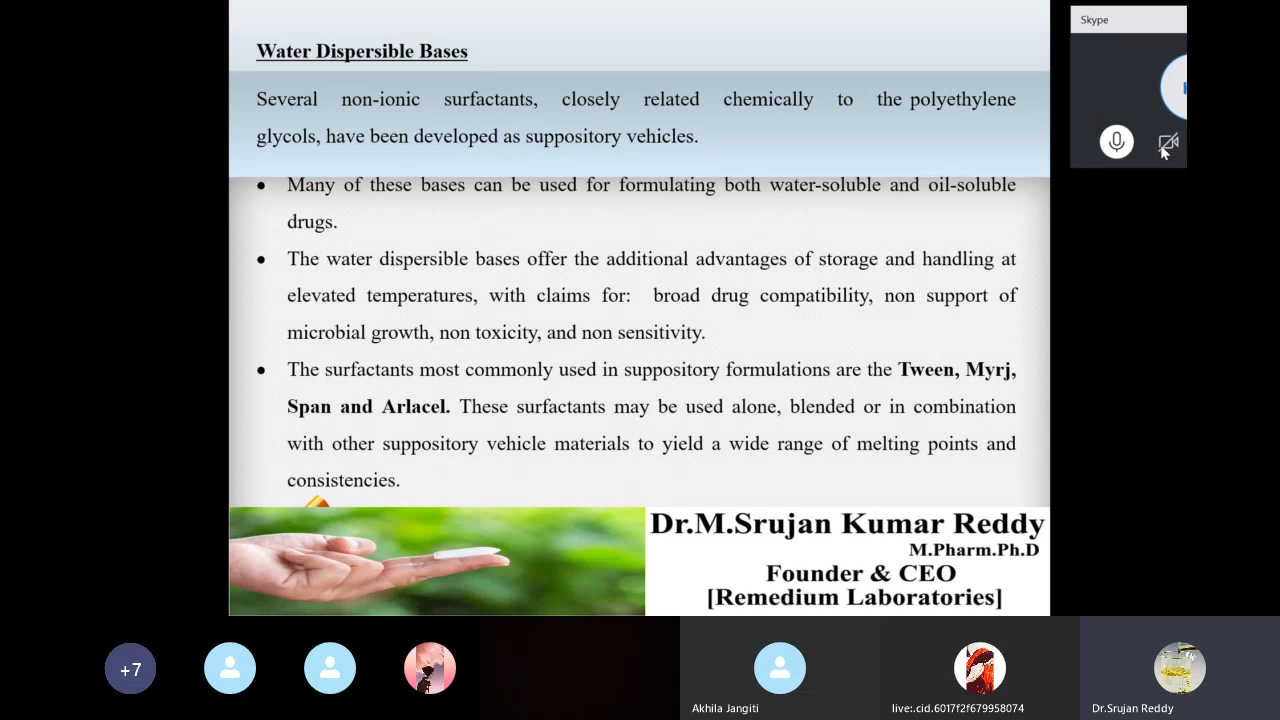 Skype
Water Dispersible Bases
Several non-ionic surfactants, closely related chemically to the polyethylene
glycols, have been developed as suppository vehicles.
• Many of these bases can be used for formulating both water-soluble and oil-soluble
drugs.
• The water dispersible bases offer the additional advantages of storage and handling at
elevated temperatures, with claims for: broad drug compatibility, non support of
microbial growth, non toxicity, and non sensitivity.
• The surfactants most commonly used in suppository formulations are the Tween, Myrj,
Span and Arlacel. These surfactants may be used alone, blended or in combination
with other suppository vehicle materials to yield a wide range of melting points and
consistencies.
Dr.M.Srujan Kumar Reddy
M.Pharm.Ph.D
Founder & CEO
[Remedium Laboratories]
+7
Akhila Jangiti
live:.cid.6017f2f679958074
Dr.Srujan Reddy